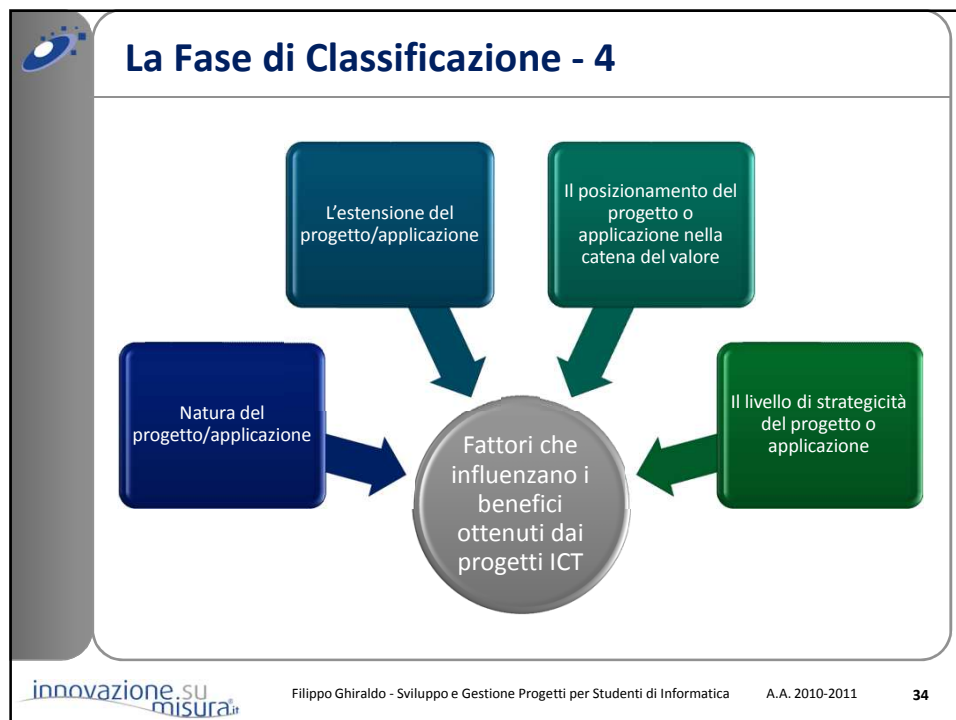 La Fase di Classificazione - 4
L'estensione del
progetto/applicazione
Il posizionamento del
progetto o
applicazione nella
catena del valore
Natura del
progetto/applicazione
Il livello di strategicità
del progetto o
applicazione
Fattori che
influenzano i
benefici
ottenuti dai
progetti ICT
innovazione.su
misura.it
Filippo Ghiraldo - Sviluppo e Gestione Progetti per Studenti di Informatica A.A. 2010-2011 34